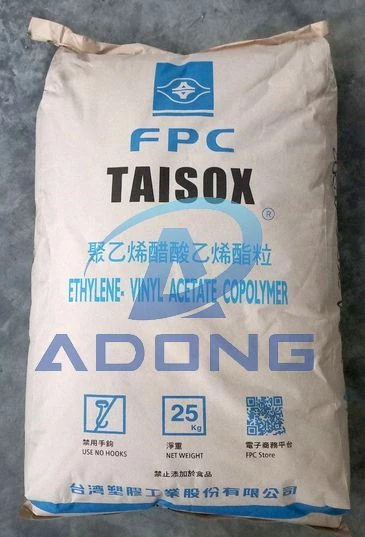 FPC
TAISOX
®
聚乙烯醋酸乙烯酯粒
ETHYLENE- VINYL ACETATE COPOLYMER
ADONG
25
Kg
禁用手鈎 淨重 電子商務平台
USE NO HOOKS NET WEIGHT FPC Store
禁止添加於食品
台湾塑膠工業股份有限公司